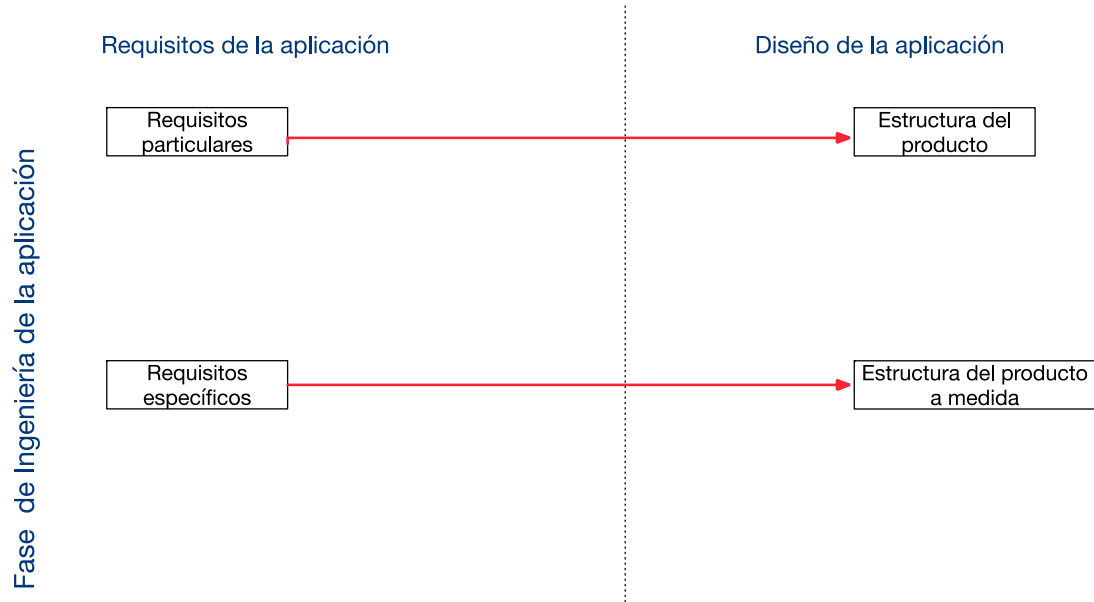 Requisitos de la aplicación
Diseño de la aplicación
Requisitos
particulares
Estructura del
producto
Fase de Ingeniería de la aplicación
Requisitos
específicos
Estructura del producto
a medida